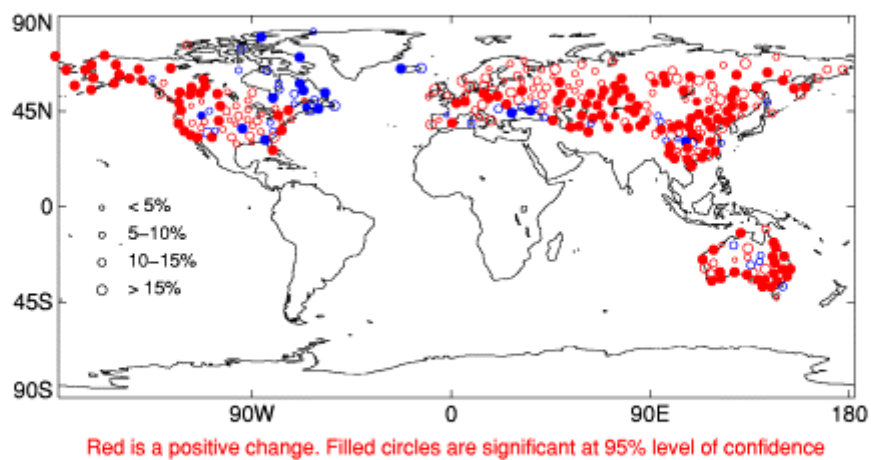 90N
45N
0
45S
90S
< 5%
5–10%
10–15%
> 15%
90W
0
90E
180
Red is a positive change. Filled circles are significant at 95% level of confidence